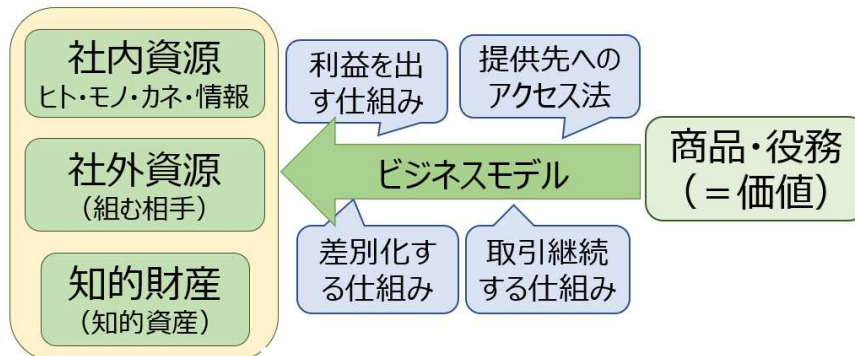 社内資源
ヒト・モノ・カネ・情報
社外資源
(組む相手)
知的財産
(知的資産)
利益を出
す仕組み
提供先への
アクセス法
ビジネスモデル
差別化す
る仕組み
取引継続
する仕組み
商品・役務
(=価値)